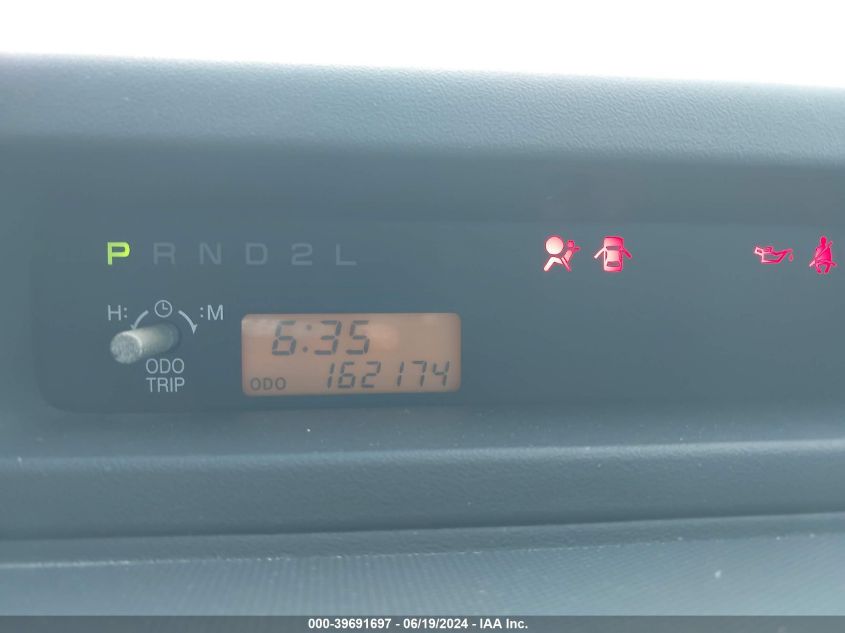 P R N D 2 L
H: :M
6:35
ODO
TRIP
ODO 162174
000-39691697 - 06/19/2024 - IAA Inc.